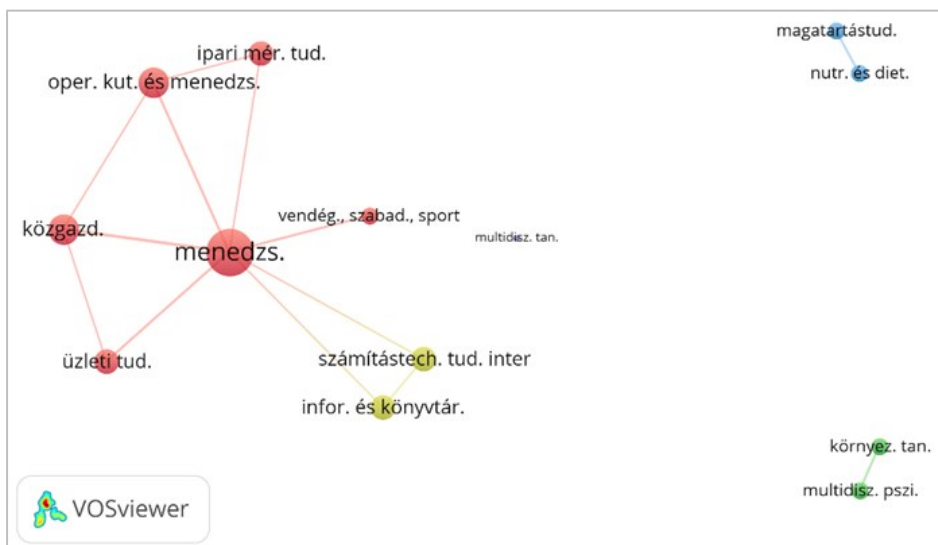 magatartástud.
ipari mér. tud.
nutr. és diet.
oper. kut. és menedzs.
vendég., szabad., sport
közgazd.
multidisz. tan.
menedzs.
üzleti tud.
számítástech. tud. inter
infor. és könyvtár.
környez. tan.
multidisz. pszi.
VOSviewer